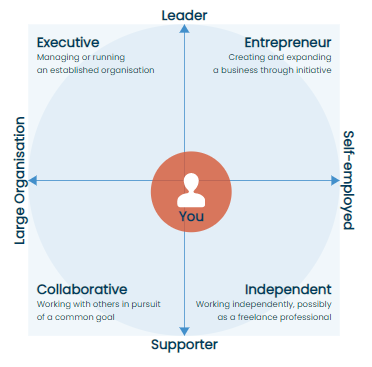 Leader
Executive
Managing or running
an established organisation
Entrepreneur
Creating and expanding
a business through initiative
Large Organisation
Self-employed
You
Collaborative
Working with others in pursuit
of a common goal
Independent
Working independently, possibly
as a freelance professional
Supporter